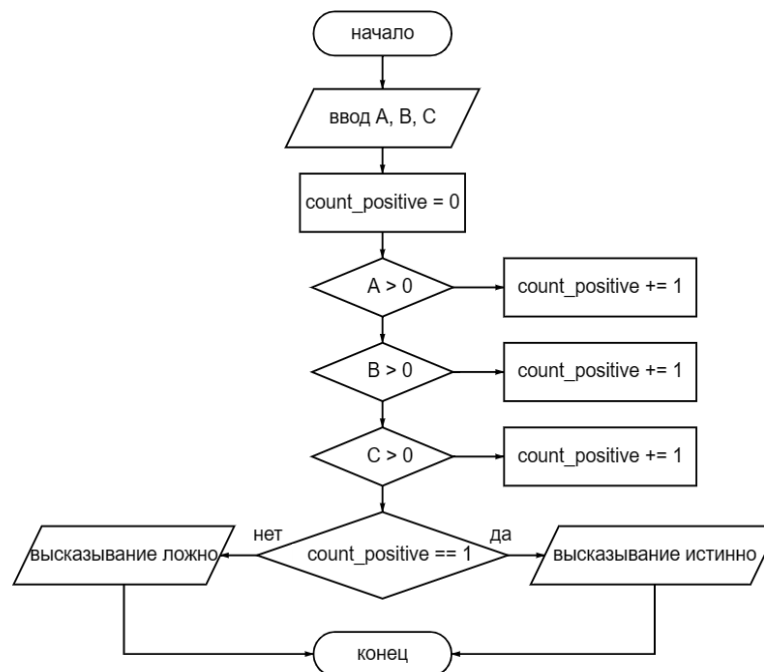 начало
ввод A, B, C
count_positive = 0
A > 0
count_positive += 1
B > 0
count_positive += 1
C > 0
count_positive += 1
нет
да
высказывание ложно
count_positive == 1
высказывание истинно
конец